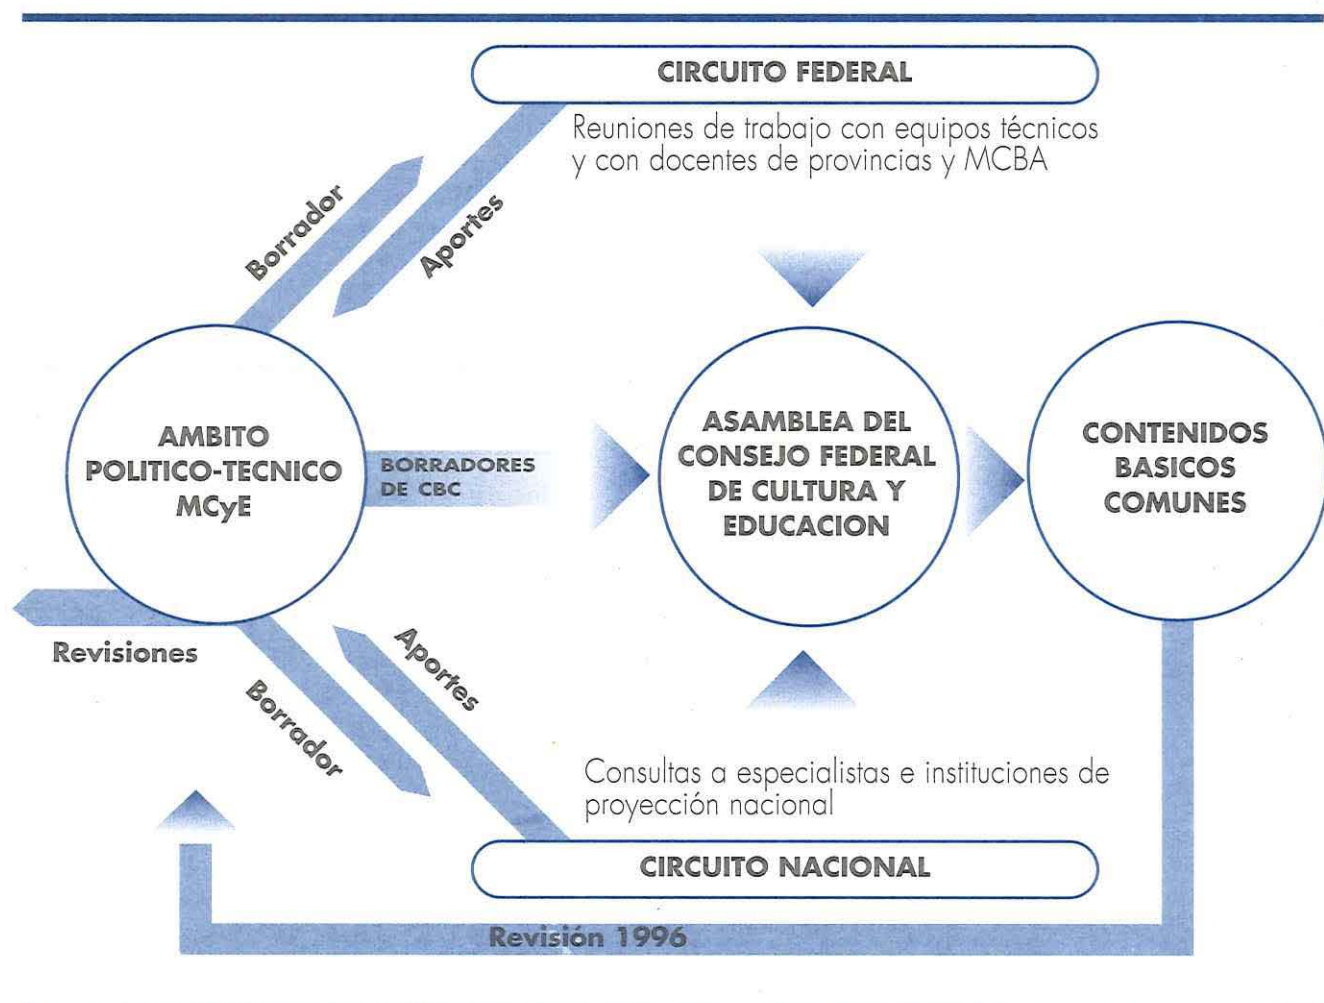 CIRCUITO FEDERAL
Reuniones de trabajo con equipos técnicos
y con docentes de provincias y MCBA
Borrador
Aportes
AMBITO
POLITICO-TECNICO
MCyE
BORRADORES
DE CBC
ASAMBLEA DEL
CONSEJO FEDERAL
DE CULTURA Y
EDUCACION
CONTENIDOS
BASICOS
COMUNES
Revisiones
Borrador
Aportes
Consultas a especialistas e instituciones de
proyección nacional
CIRCUITO NACIONAL
Revisión 1996